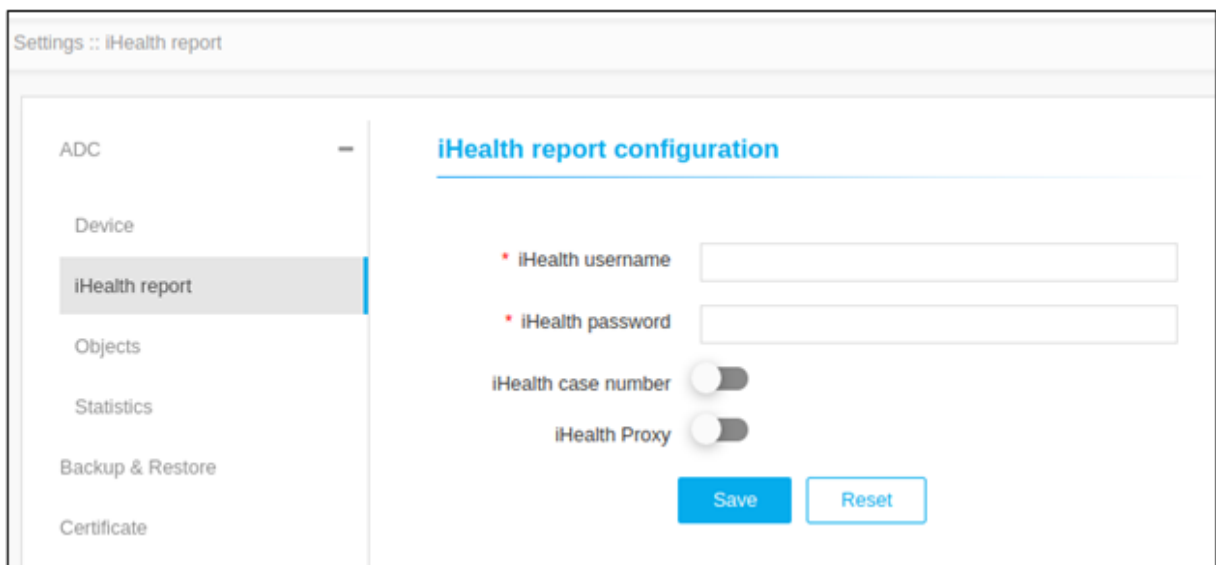 Settings :: iHealth report
ADC
Device
iHealth report
Objects
Statistics
Backup & Restore
Certificate
iHealth report configuration
* iHealth username
* iHealth password
iHealth case number
iHealth Proxy
Save Reset